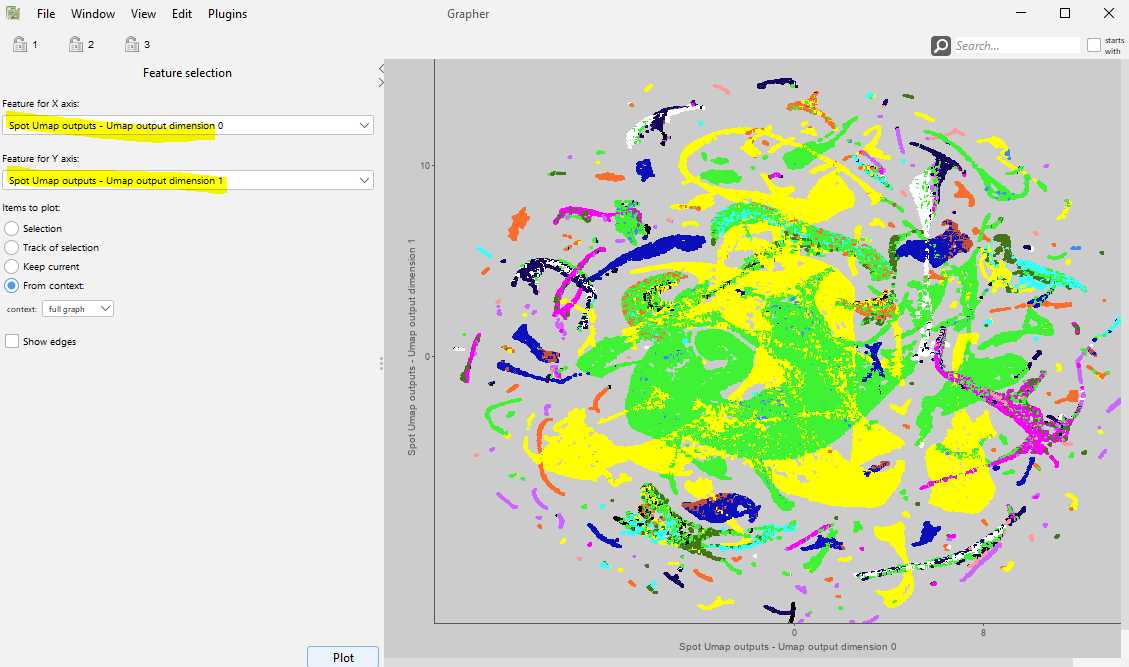 File Window View Edit Plugins Grapher
1 2 3 Search... starts
with
Feature selection
Feature for X axis:
Spot Umap outputs - Umap output dimension 0
Feature for Y axis:
Spot Umap outputs - Umap output dimension 1
Items to plot:
Selection
Track of selection
Keep current
From context:
context: full graph
Show edges
Plot
Spot Umap outputs - Umap output dimension 1
10
0
0 8
Spot Umap outputs - Umap output dimension 0